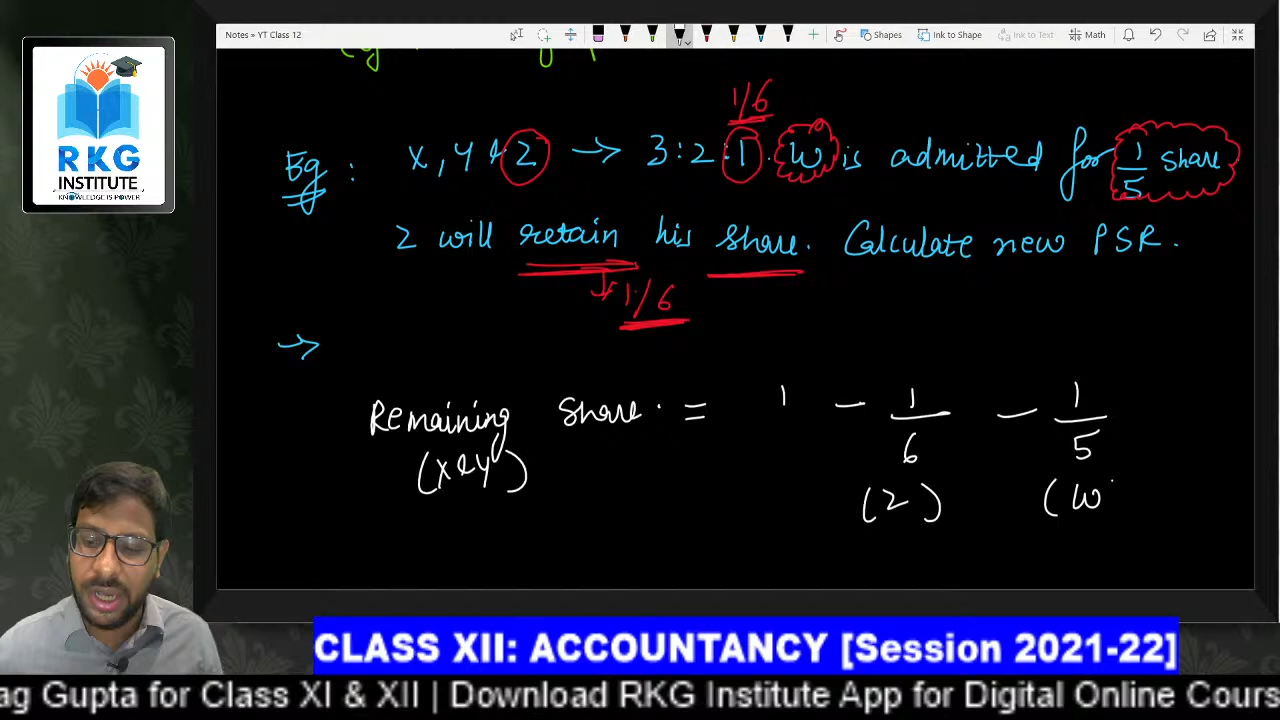 Notes » YT Class 12
Shapes
Ink to Shape
Ink to Text
Math
RKG
INSTITUTE
KNOWLEDGE IS POWER
1/6
Eg : X, Y & Z → 3:2:1. W is admitted for 1/5 share
Z will retain his share. Calculate new PSR.
1/6
→
Remaining share = 1 - 1/6 - 1/5
(X & Y) (Z) (W
CLASS XII: ACCOUNTANCY [Session 2021-22]
ag Gupta for Class XI & XII | Download RKG Institute App for Digital Online Cours